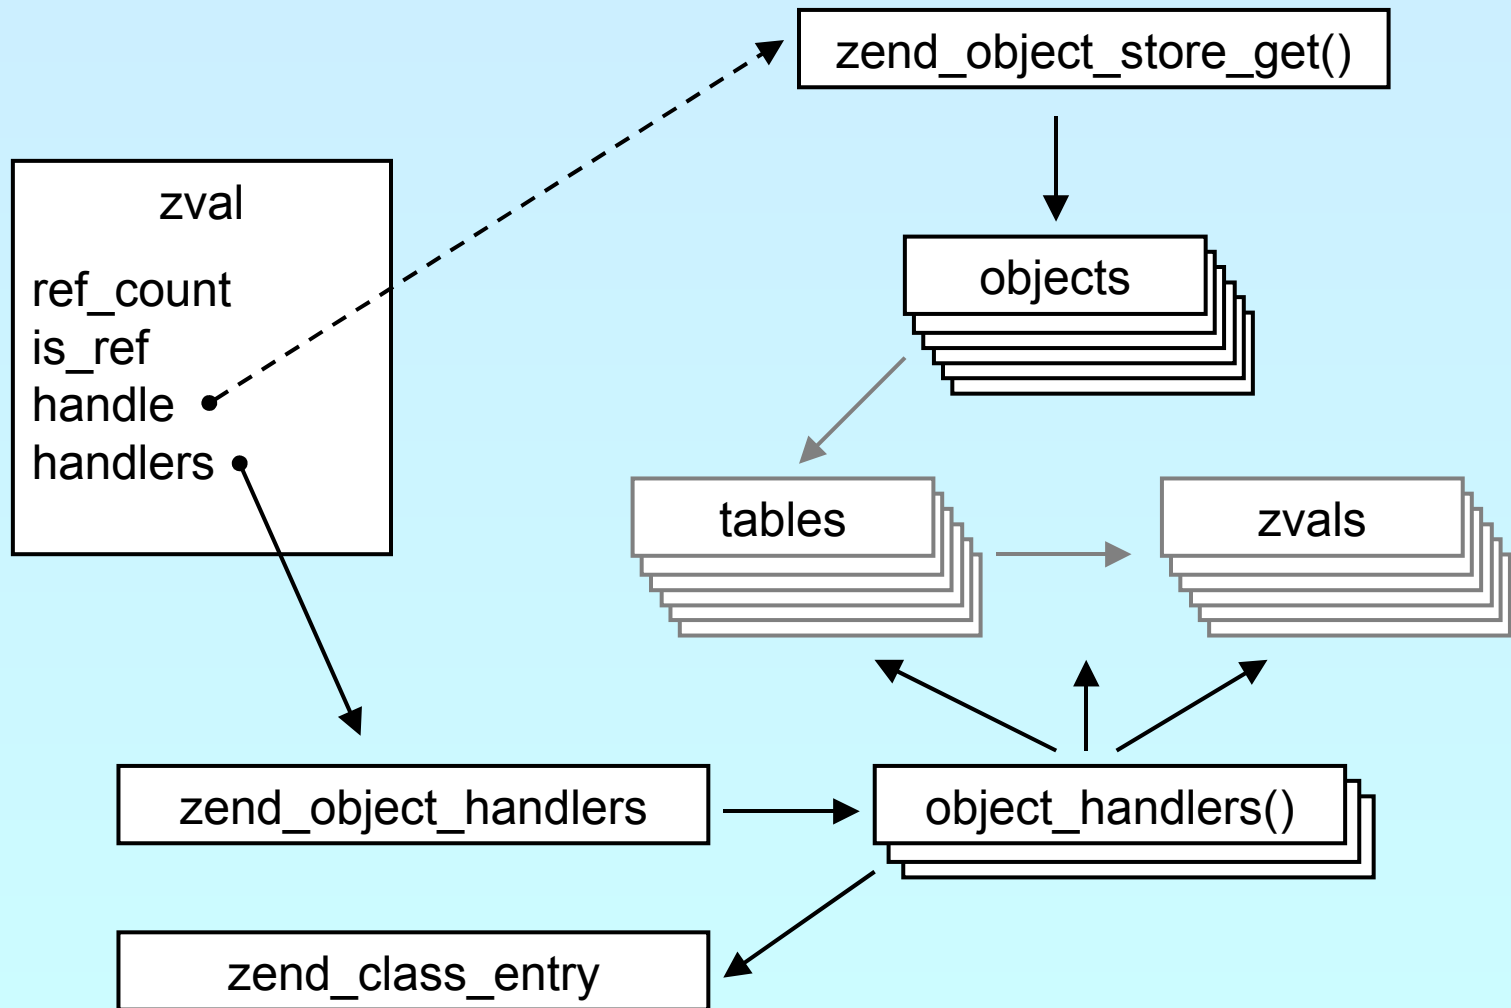 zend_object_store_get()
zval
ref_count
is_ref
handle
handlers
objects
tables
zvals
zend_object_handlers
object_handlers()
zend_class_entry